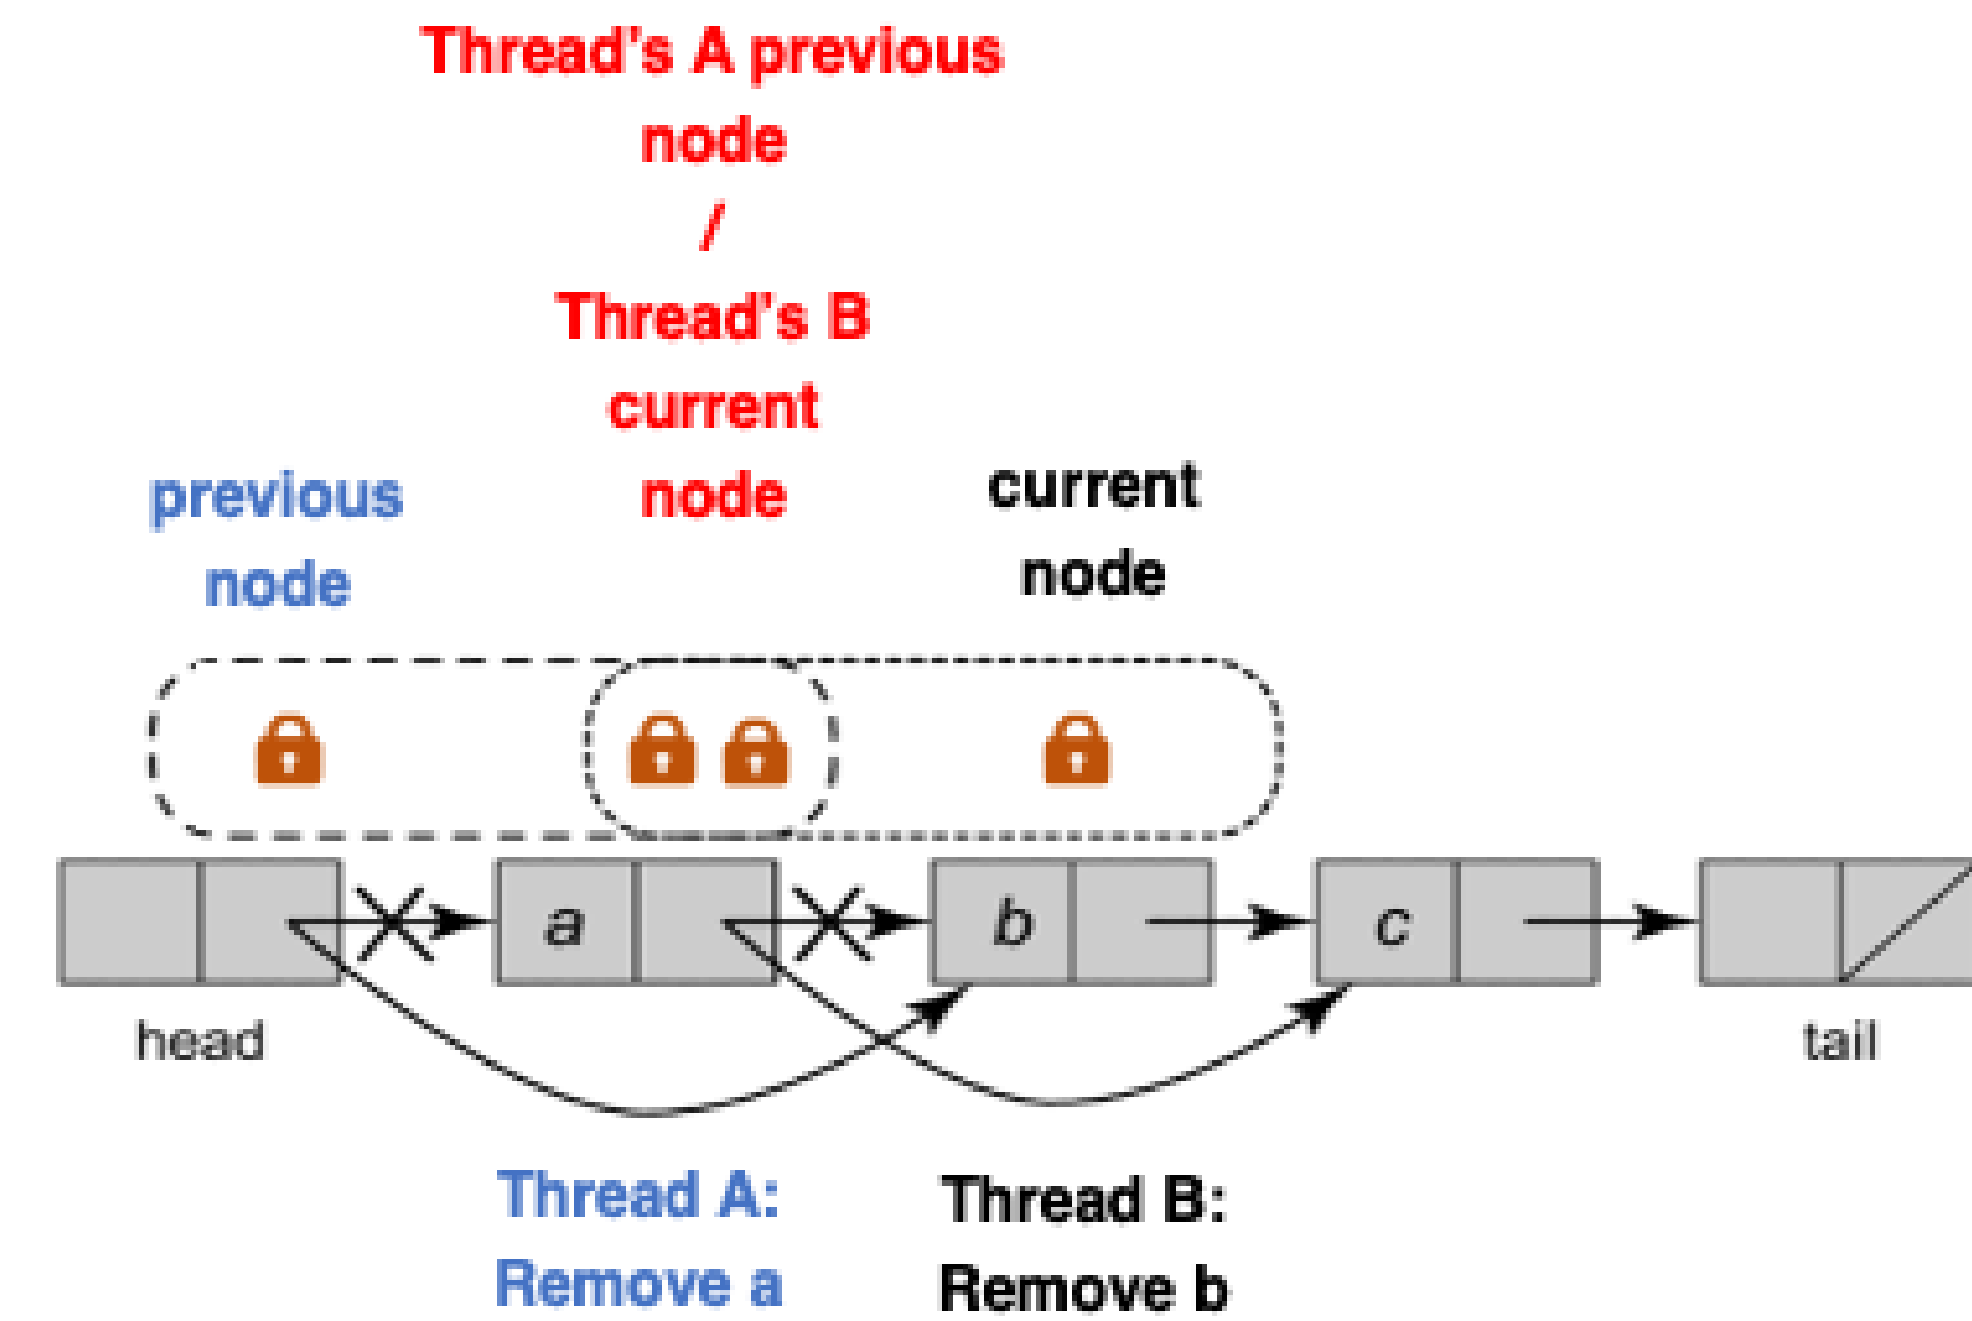 Thread's A previous
node
/
Thread's B
current
node
previous
node
current
node
a
b
c
head
tail
Thread A:
Remove a
Thread B:
Remove b